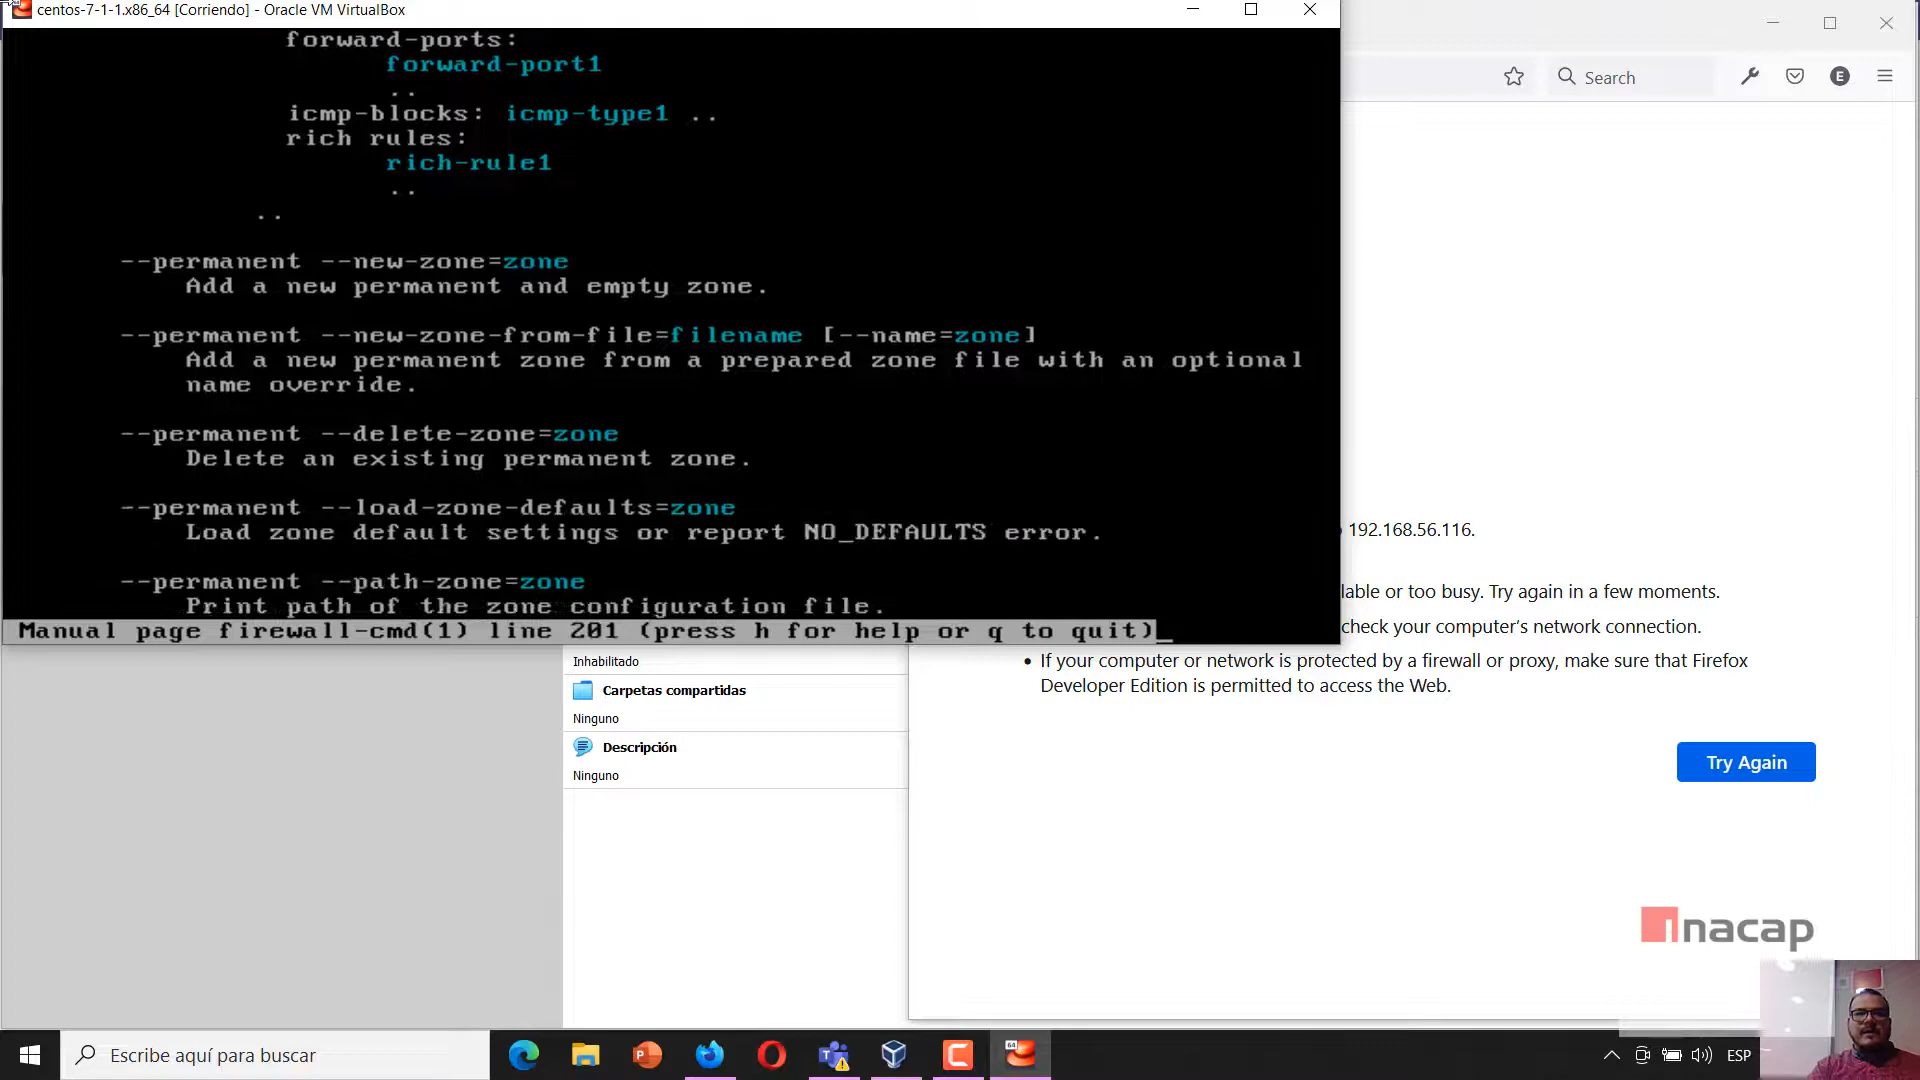 centos-7-1-1.x86_64 [Corriendo] - Oracle VM VirtualBox
forward-ports:
forward-port1
..
icmp-blocks: icmp-type1 ..
rich rules:
rich-rule1
..
..
--permanent --new-zone=zone
Add a new permanent and empty zone.
--permanent --new-zone-from-file=filename [--name=zone]
Add a new permanent zone from a prepared zone file with an optional
name override.
--permanent --delete-zone=zone
Delete an existing permanent zone.
--permanent --load-zone-defaults=zone
Load zone default settings or report NO_DEFAULTS error.
--permanent --path-zone=zone
Print path of the zone configuration file.
Manual page firewall-cmd(1) line 201 (press h for help or q to quit)
Search
E
192.168.56.116.
lable or too busy. Try again in a few moments.
check your computer's network connection.
• If your computer or network is protected by a firewall or proxy, make sure that Firefox
Developer Edition is permitted to access the Web.
Try Again
Inhabilitado
Carpetas compartidas
Ninguno
Descripción
Ninguno
inacap
Escribe aquí para buscar
64
ESP